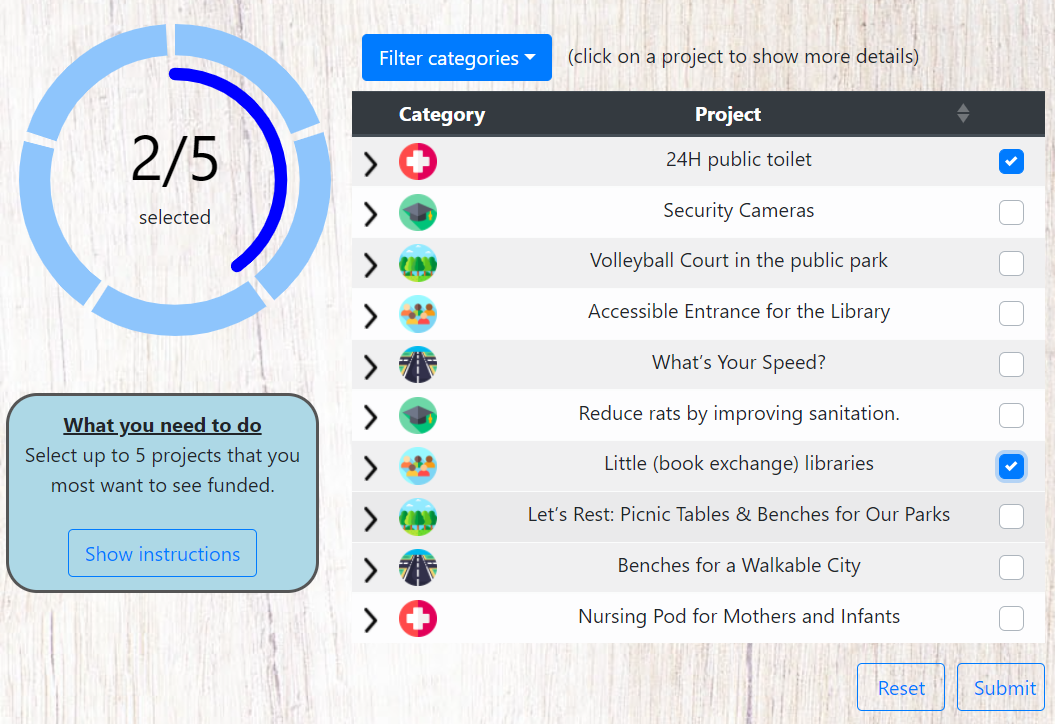 2/5
selected
What you need to do
Select up to 5 projects that you
most want to see funded.
Show instructions
Filter categories
(click on a project to show more details)
Category Project
24H public toilet
Security Cameras
Volleyball Court in the public park
Accessible Entrance for the Library
What’s Your Speed?
Reduce rats by improving sanitation.
Little (book exchange) libraries
Let’s Rest: Picnic Tables & Benches for Our Parks
Benches for a Walkable City
Nursing Pod for Mothers and Infants
Reset Submit